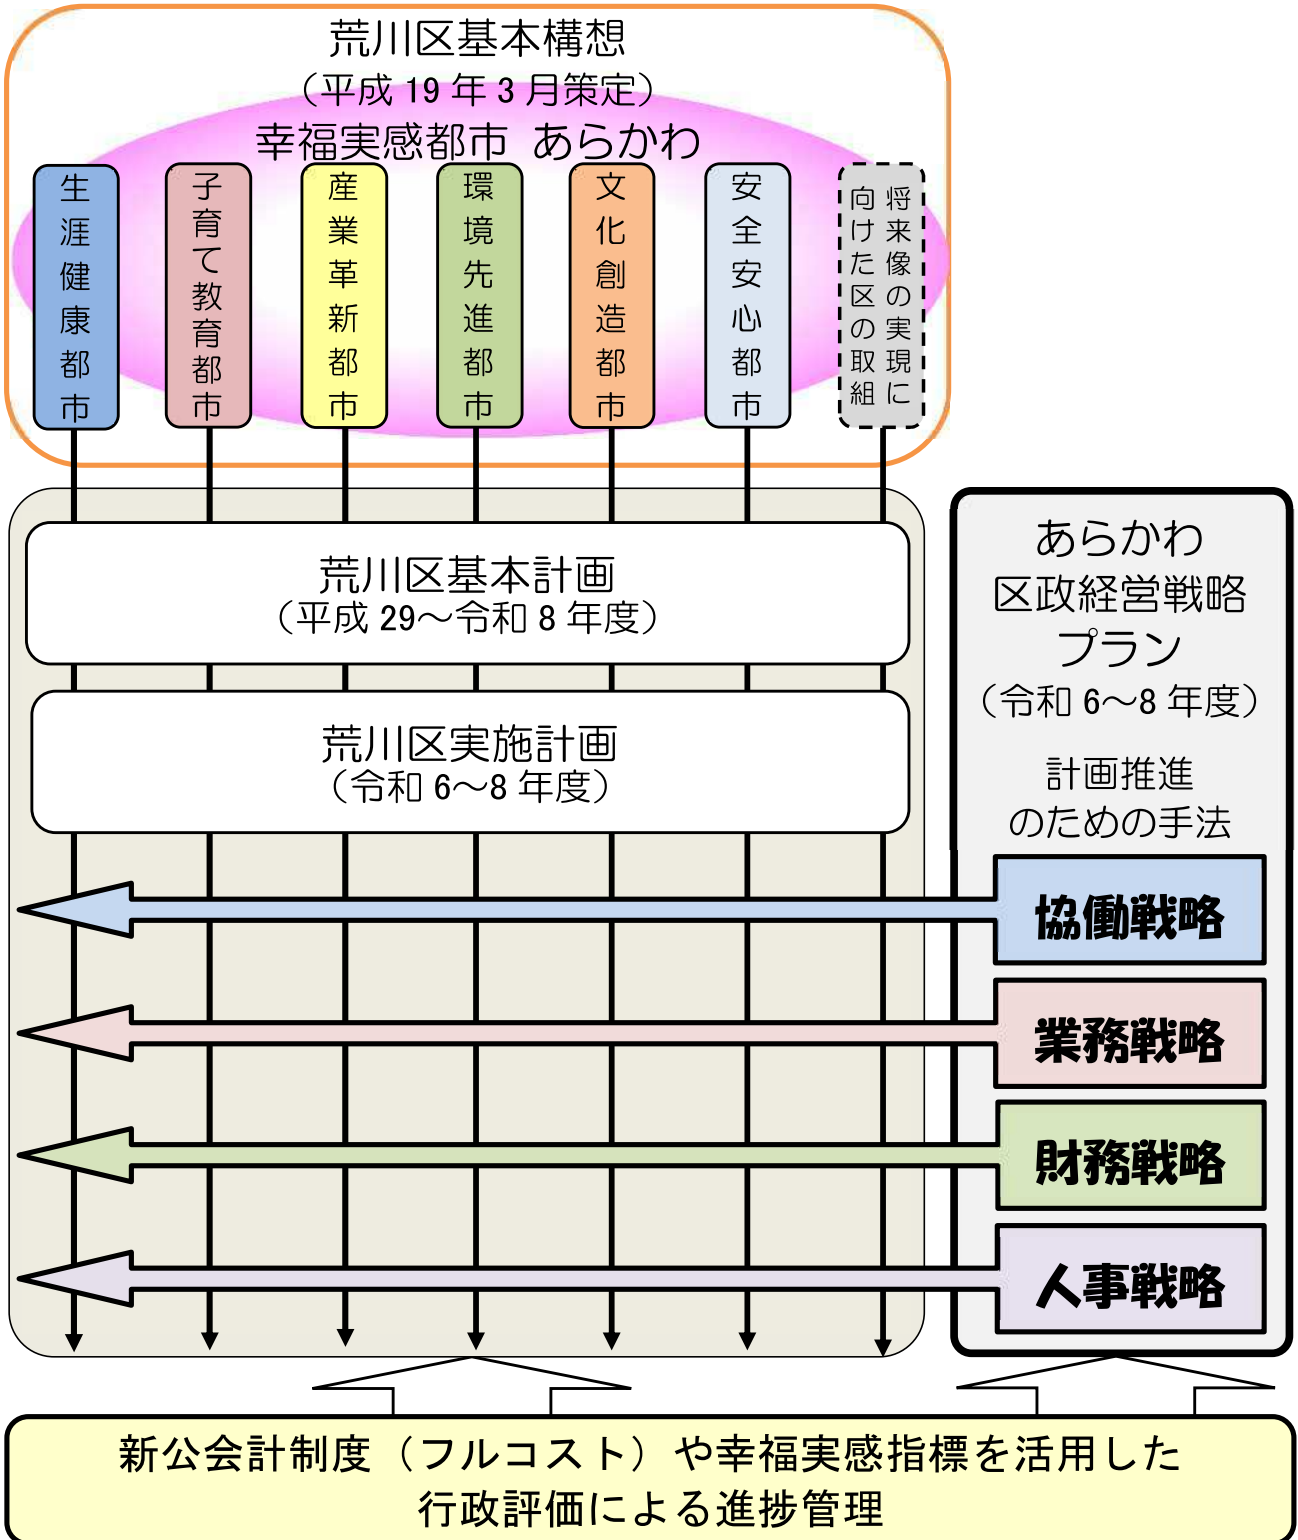 荒川区基本構想
（平成 19 年 3 月策定）
幸福実感都市 あらかわ
生涯健康都市
子育て教育都市
産業革新都市
環境先進都市
文化創造都市
安全安心都市
将来像の実現に
向けた区の取組
荒川区基本計画
（平成 29～令和 8 年度）
荒川区実施計画
（令和 6～8 年度）
あらかわ
区政経営戦略
プラン
（令和 6～8 年度）
計画推進
のための手法
協働戦略
業務戦略
財務戦略
人事戦略
新公会計制度（フルコスト）や幸福実感指標を活用した
行政評価による進捗管理